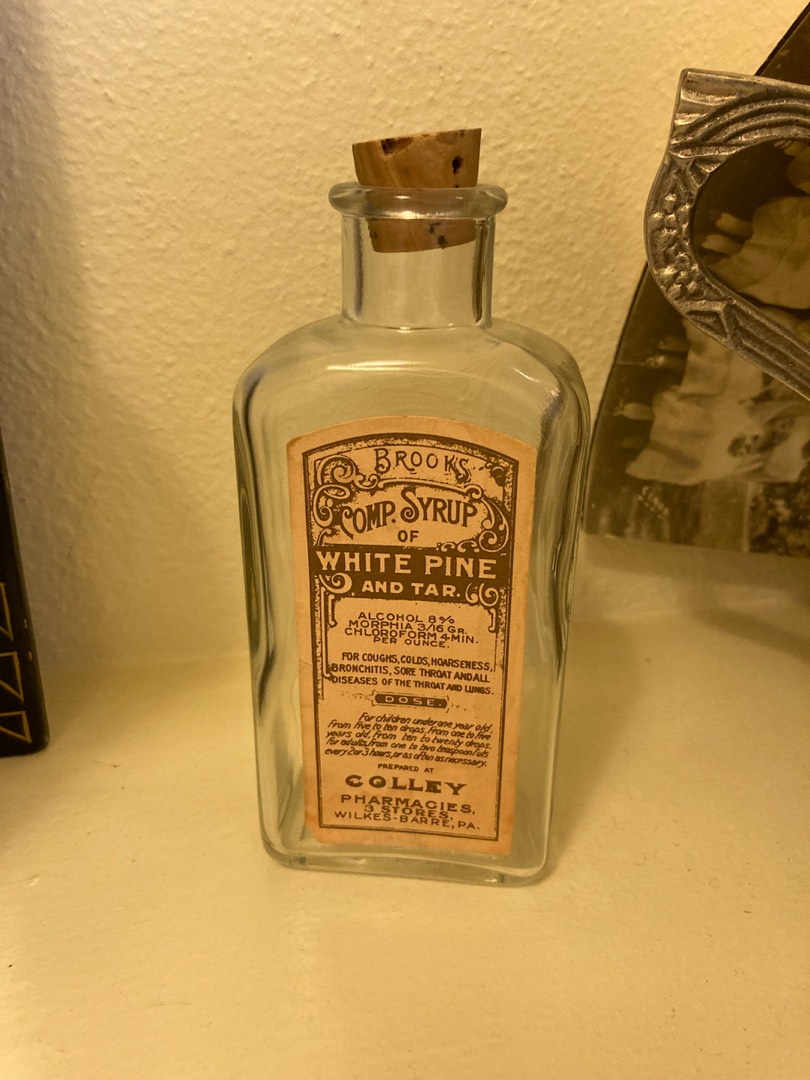 BROOKS
COMP. SYRUP
OF
WHITE PINE
AND TAR.
ALCOHOL 8%
MORPHIA 3/16 GR.
CHLOROFORM 4-MIN.
PER OUNCE.
FOR COUGHS, COLDS, HOARSENESS,
BRONCHITIS, SORE THROAT AND ALL
DISEASES OF THE THROAT AND LUNGS.
DOSE.
For children under one year old,
From five to ten drops. From one to five
years old, From ten to twenty drops.
For adults, from one to two teaspoonfuls
every 2 or 3 hours, or as often as necessary.
PREPARED AT
COLLEY
PHARMACIES,
3 STORES,
WILKES-BARRE, PA.